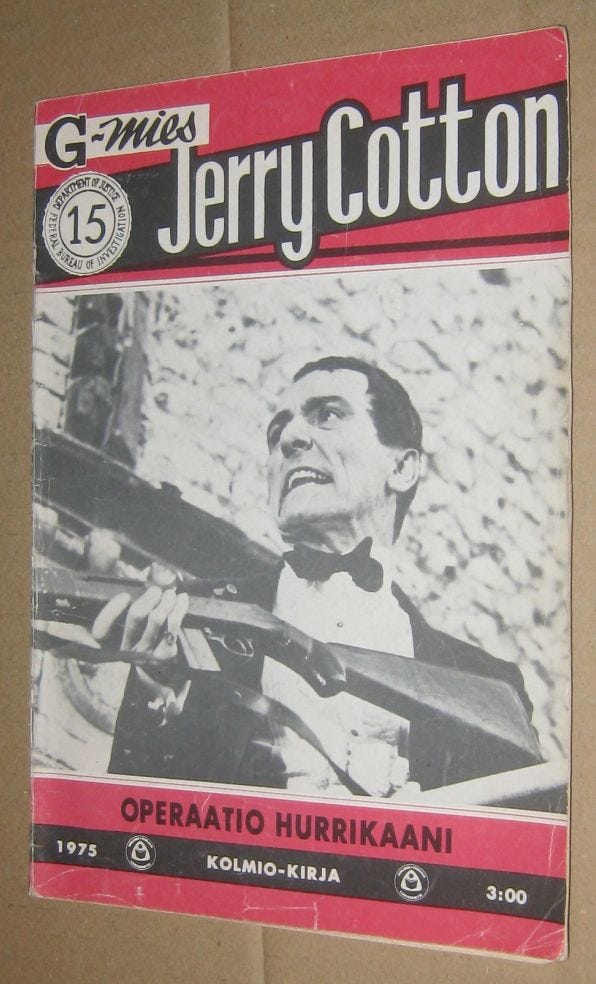 G-mies
Jerry Cotton
DEPARTMENT OF JUSTICE
15
FEDERAL BUREAU OF INVESTIGATION
OPERAATIO HURRIKAANI
1975 KOLMIO-KIRJA 3:00